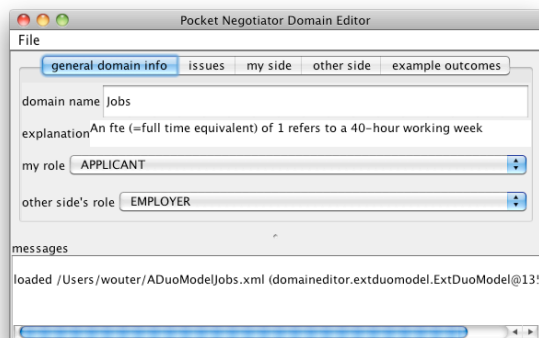 Pocket Negotiator Domain Editor
File
general domain info issues my side other side example outcomes
domain name Jobs
explanation An fte (=full time equivalent) of 1 refers to a 40-hour working week
my role APPLICANT
other side's role EMPLOYER
messages
loaded /Users/wouter/ADuoModelJobs.xml (domaineditor.extduomodel.ExtDuoModel@135